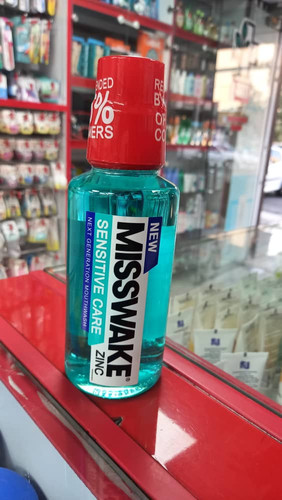 %
NEW
MISSWAKE®
ZINC
SENSITIVE CARE
NEXT GENERATION MOUTHWASH